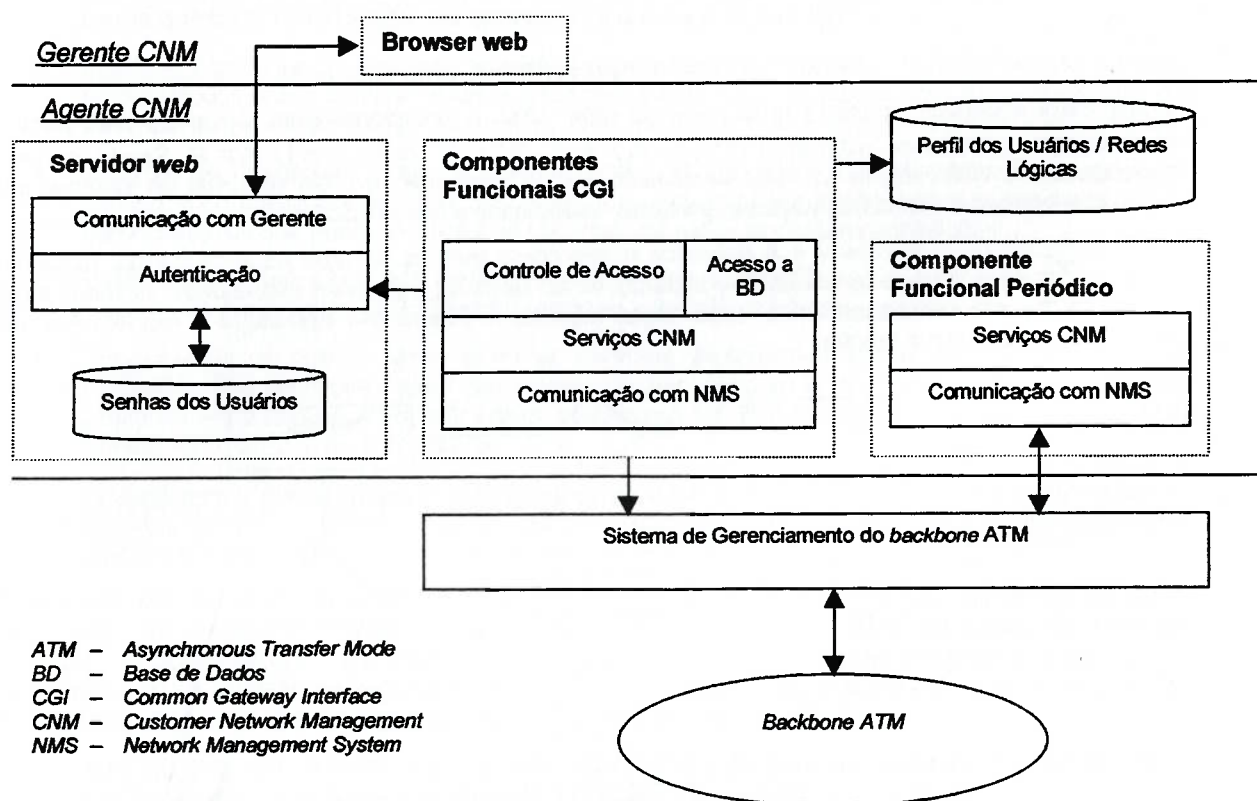 Gerente CNM
Browser web
Agente CNM
Servidor web
Comunicação com Gerente
Autenticação
Senhas dos Usuários
Componentes
Funcionais CGI
Controle de Acesso
Acesso a
BD
Serviços CNM
Comunicação com NMS
Perfil dos Usuários / Redes
Lógicas
Componente
Funcional Periódico
Serviços CNM
Comunicação com NMS
Sistema de Gerenciamento do backbone ATM
Backbone ATM
ATM – Asynchronous Transfer Mode
BD – Base de Dados
CGI – Common Gateway Interface
CNM – Customer Network Management
NMS – Network Management System